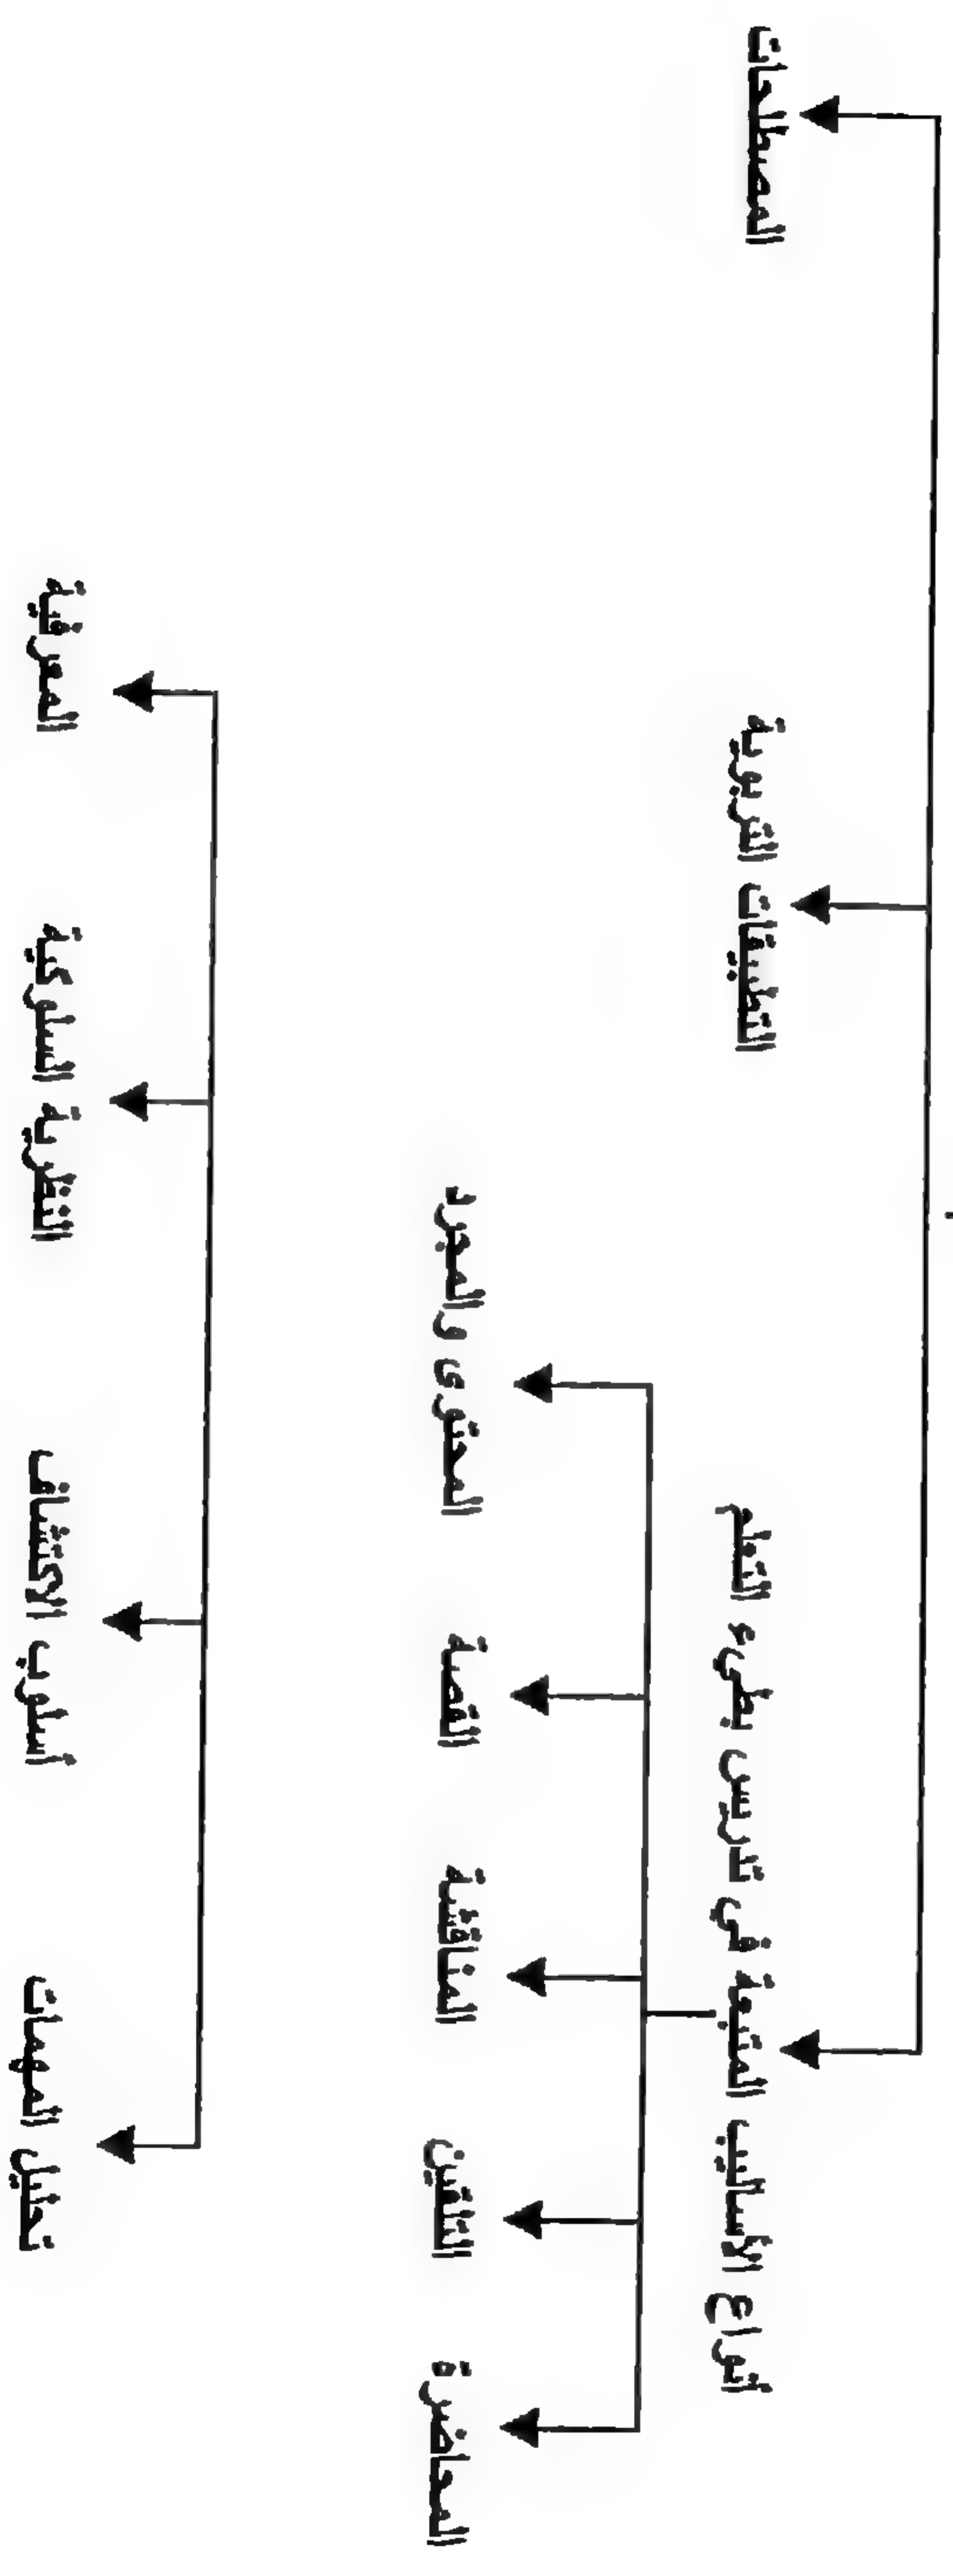 أنواع الأساليب المتبعة في تدريس بطيء التعلم
التطبيقات التربوية
المصطلحات
المحاضرة
التلقين
المناقشة
القصة
المحتوى والمجرد
تحليل المهمات
أسلوب الاكتشاف
النظرية السلوكية
المعرفية